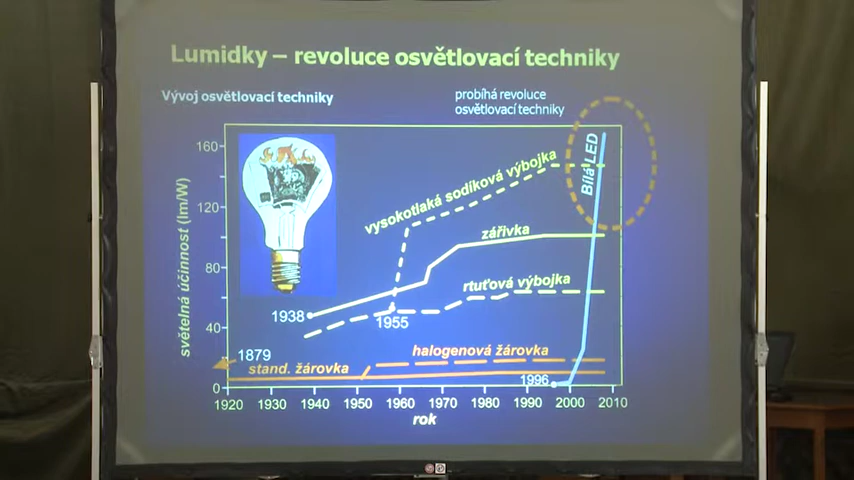 Lumidky – revoluce osvětlovací techniky
Vývoj osvětlovací techniky
probíhá revoluce
osvětlovací techniky
světelná účinnost (lm/W)
160
120
80
40
0
vysokotlaká sodíková výbojka
Bílá LED
zářivka
rtuťová výbojka
1938
1955
1879
halogenová žárovka
stand. žárovka
1996
1920 1930 1940 1950 1960 1970 1980 1990 2000 2010
rok